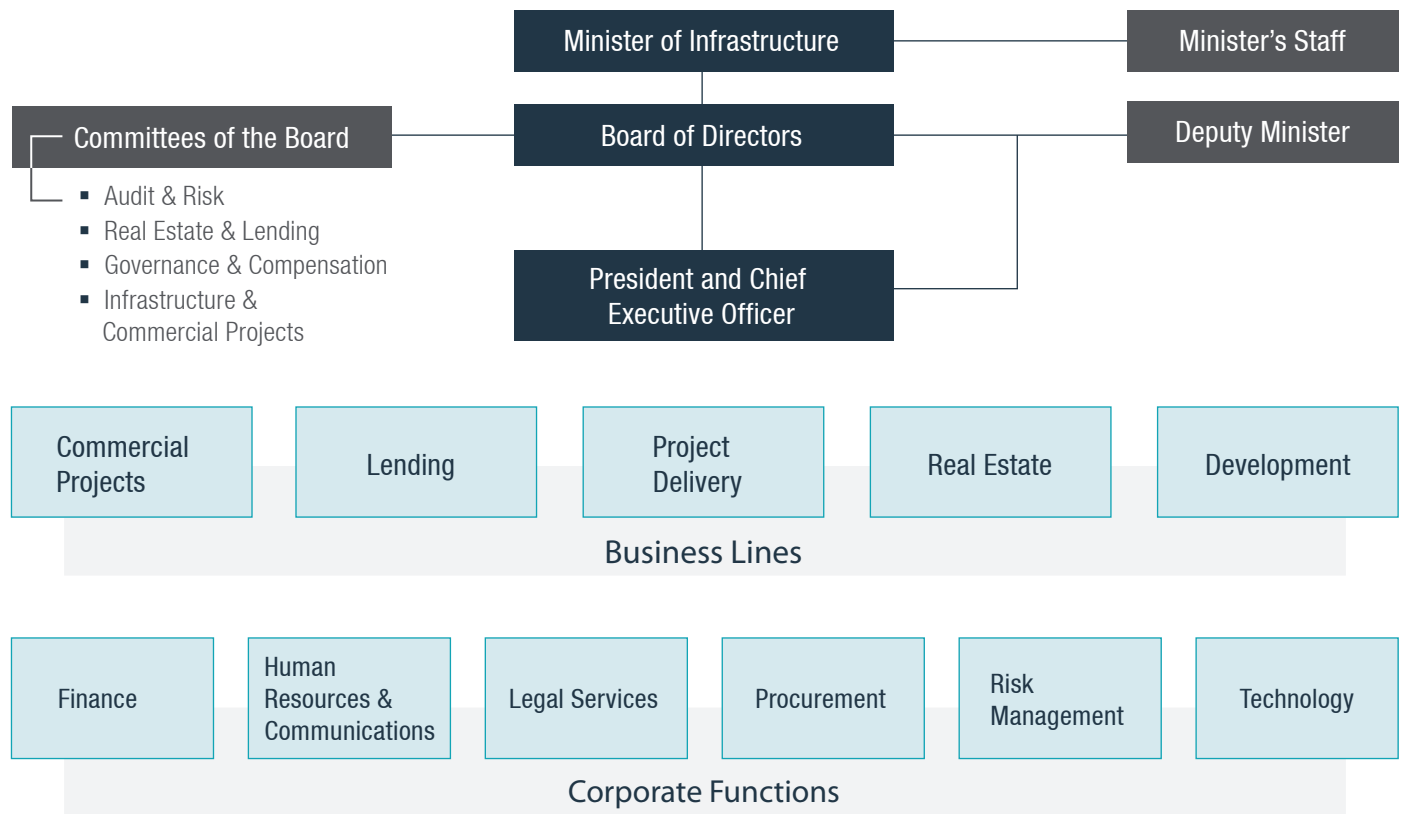 Minister of Infrastructure
Minister’s Staff
Committees of the Board
Board of Directors
Deputy Minister
▪ Audit & Risk
▪ Real Estate & Lending
▪ Governance & Compensation
▪ Infrastructure &
Commercial Projects
President and Chief
Executive Officer
Commercial
Projects
Lending
Project
Delivery
Real Estate
Development
Business Lines
Finance
Human
Resources &
Communications
Legal Services
Procurement
Risk
Management
Technology
Corporate Functions